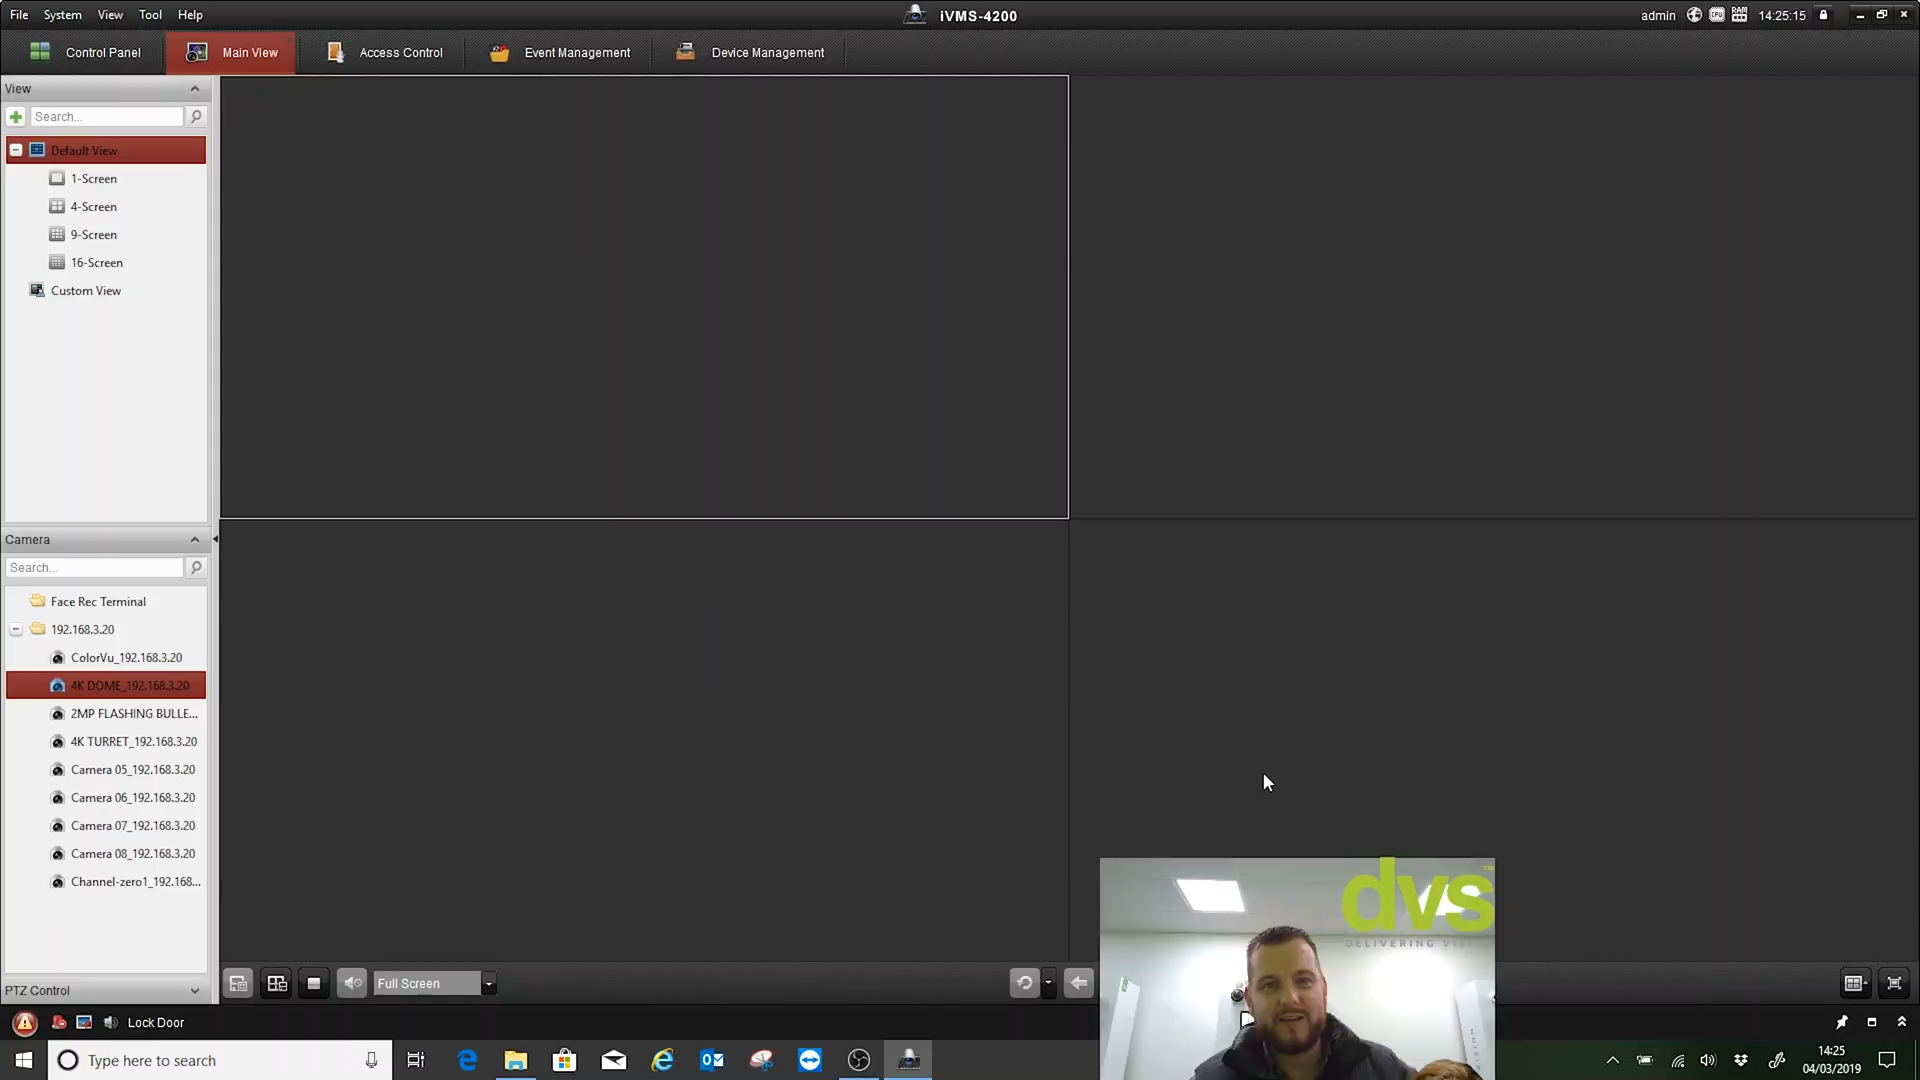 File System View Tool Help
iVMS-4200
admin CPU RAM 14:25:15
Control Panel Main View Access Control Event Management Device Management
View
Search...
Default View
1-Screen
4-Screen
9-Screen
16-Screen
Custom View
Camera
Search...
Face Rec Terminal
192.168.3.20
ColorVu_192.168.3.20
4K DOME_192.168.3.20
2MP FLASHING BULLE...
4K TURRET_192.168.3.20
Camera 05_192.168.3.20
Camera 06_192.168.3.20
Camera 07_192.168.3.20
Camera 08_192.168.3.20
Channel-zero1_192.168...
PTZ Control
Full Screen
dvs
DELIVERING
Lock Door
Type here to search
14:25
04/03/2019